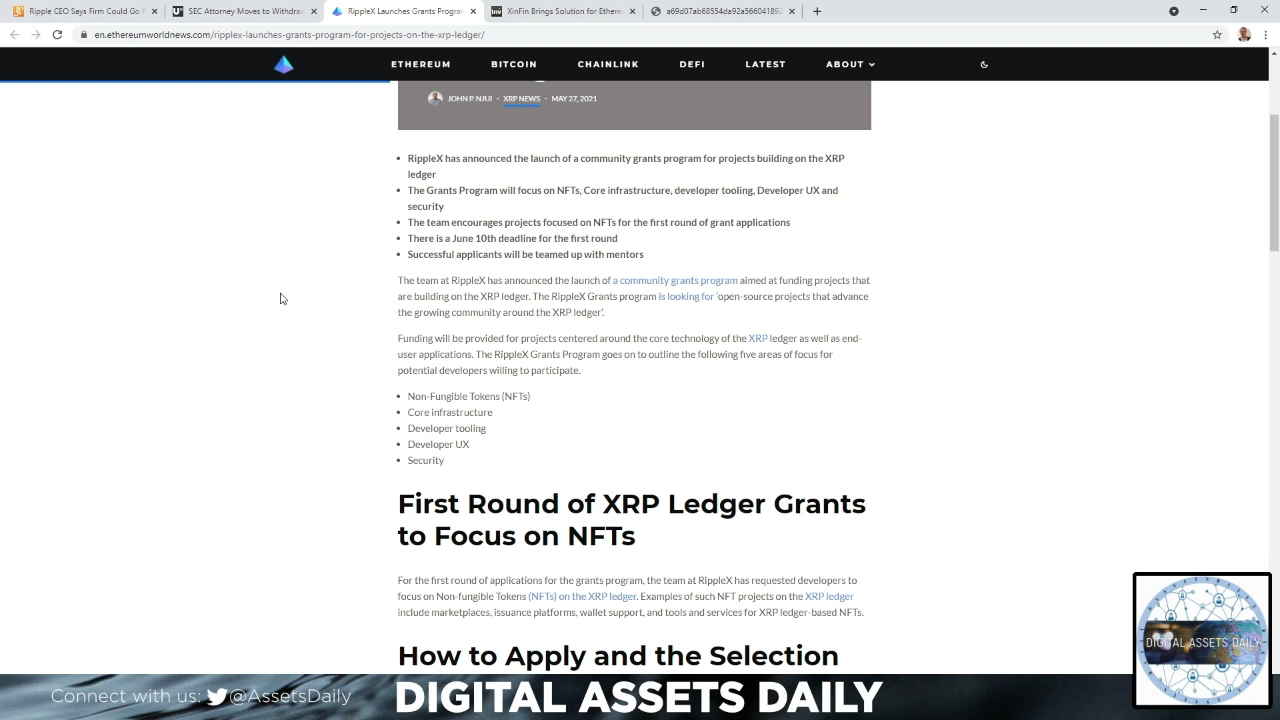 Ripple CEO Says Firm Could Go P
SEC Attorney Moves to Withdraw
RippleX Launches Grants Program
XinFin Brings Sensor to Ethereum
a69d07ab68554da92a56604189
en.ethereumworldnews.com/ripplex-launches-grants-program-for-projects-on-the-xrp-ledger/
ETHEREUM BITCOIN CHAINLINK DEFI LATEST ABOUT
JOHN P. NJUI • XRP NEWS • MAY 27, 2021
• RippleX has announced the launch of a community grants program for projects building on the XRP
ledger
• The Grants Program will focus on NFTs, Core infrastructure, developer tooling, Developer UX and
security
• The team encourages projects focused on NFTs for the first round of grant applications
• There is a June 10th deadline for the first round
• Successful applicants will be teamed up with mentors
The team at RippleX has announced the launch of a community grants program aimed at funding projects that
are building on the XRP ledger. The RippleX Grants program is looking for 'open-source projects that advance
the growing community around the XRP ledger'.
Funding will be provided for projects centered around the core technology of the XRP ledger as well as end-
user applications. The RippleX Grants Program goes on to outline the following five areas of focus for
potential developers willing to participate.
• Non-Fungible Tokens (NFTs)
• Core infrastructure
• Developer tooling
• Developer UX
• Security
First Round of XRP Ledger Grants
to Focus on NFTs
For the first round of applications for the grants program, the team at RippleX has requested developers to
focus on Non-fungible Tokens (NFTs) on the XRP ledger. Examples of such NFT projects on the XRP ledger
include marketplaces, issuance platforms, wallet support, and tools and services for XRP ledger-based NFTs.
How to Apply and the Selection
DIGITAL ASSETS DAILY
Connect with us: @AssetsDaily
DIGITAL ASSETS DAILY